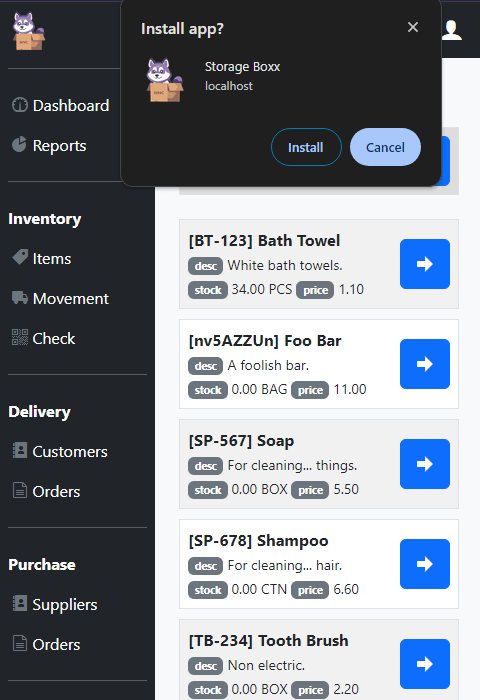 Install app?
Storage Boxx
localhost
Install
Cancel
Dashboard
Reports
Inventory
Items
Movement
Check
Delivery
Customers
Orders
Purchase
Suppliers
Orders
[BT-123] Bath Towel
desc White bath towels.
stock 34.00 PCS price 1.10
[nv5AZZUn] Foo Bar
desc A foolish bar.
stock 0.00 BAG price 11.00
[SP-567] Soap
desc For cleaning... things.
stock 0.00 BOX price 5.50
[SP-678] Shampoo
desc For cleaning... hair.
stock 0.00 CTN price 6.60
[TB-234] Tooth Brush
desc Non electric.
stock 0.00 BOX price 2.20